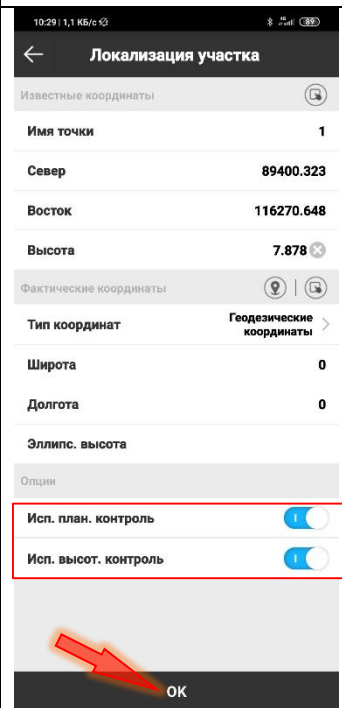 10:29 | 1,1 КБ/с
4G 89
Локализация участка
Известные координаты
Имя точки 1
Север 89400.323
Восток 116270.648
Высота 7.878
Фактические координаты
Тип координат Геодезические координаты
Широта 0
Долгота 0
Эллипс. высота
Опции
Исп. план. контроль
Исп. высот. контроль
OK